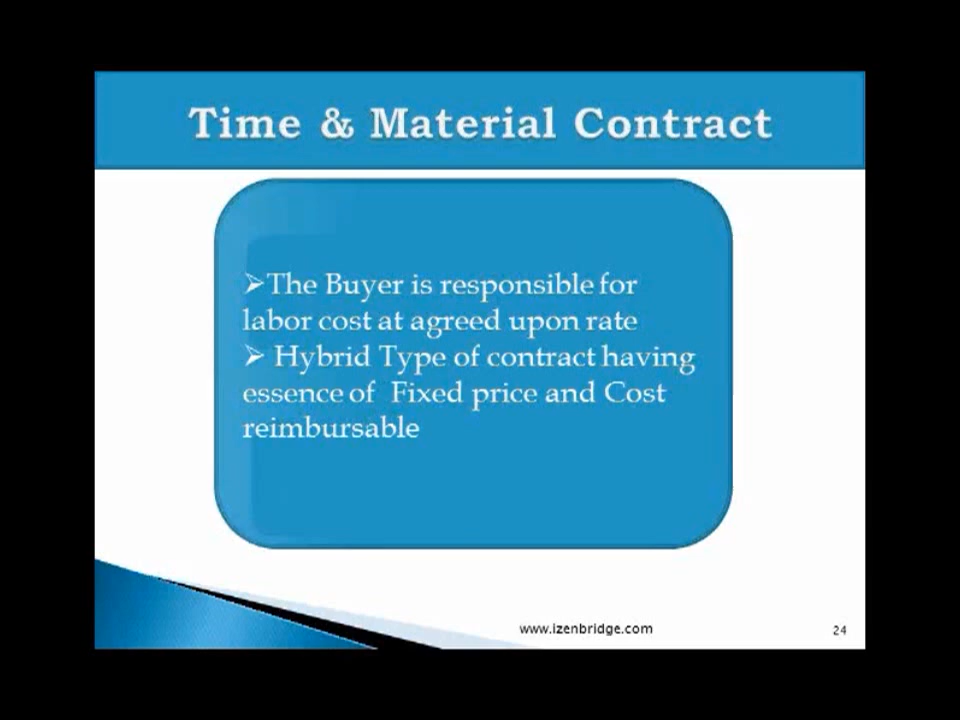 Time & Material Contract
➢The Buyer is responsible for
labor cost at agreed upon rate
➢ Hybrid Type of contract having
essence of Fixed price and Cost
reimbursable
www.izenbridge.com
24